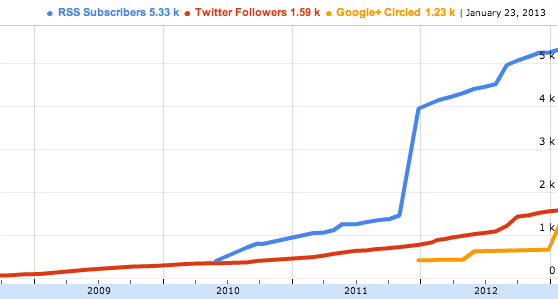 RSS Subscribers 5.33 k Twitter Followers 1.59 k Google+ Circled 1.23 k | January 23, 2013
5 k
4 k
3 k
2 k
1 k
0
2009 2010 2011 2012